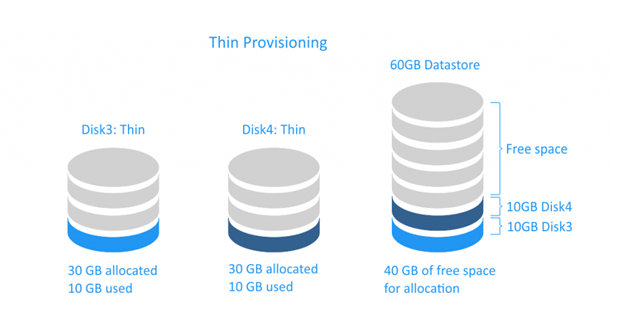 Thin Provisioning
60GB Datastore
Disk3: Thin
Disk4: Thin
Free space
10GB Disk4
10GB Disk3
30 GB allocated
10 GB used
30 GB allocated
10 GB used
40 GB of free space
for allocation